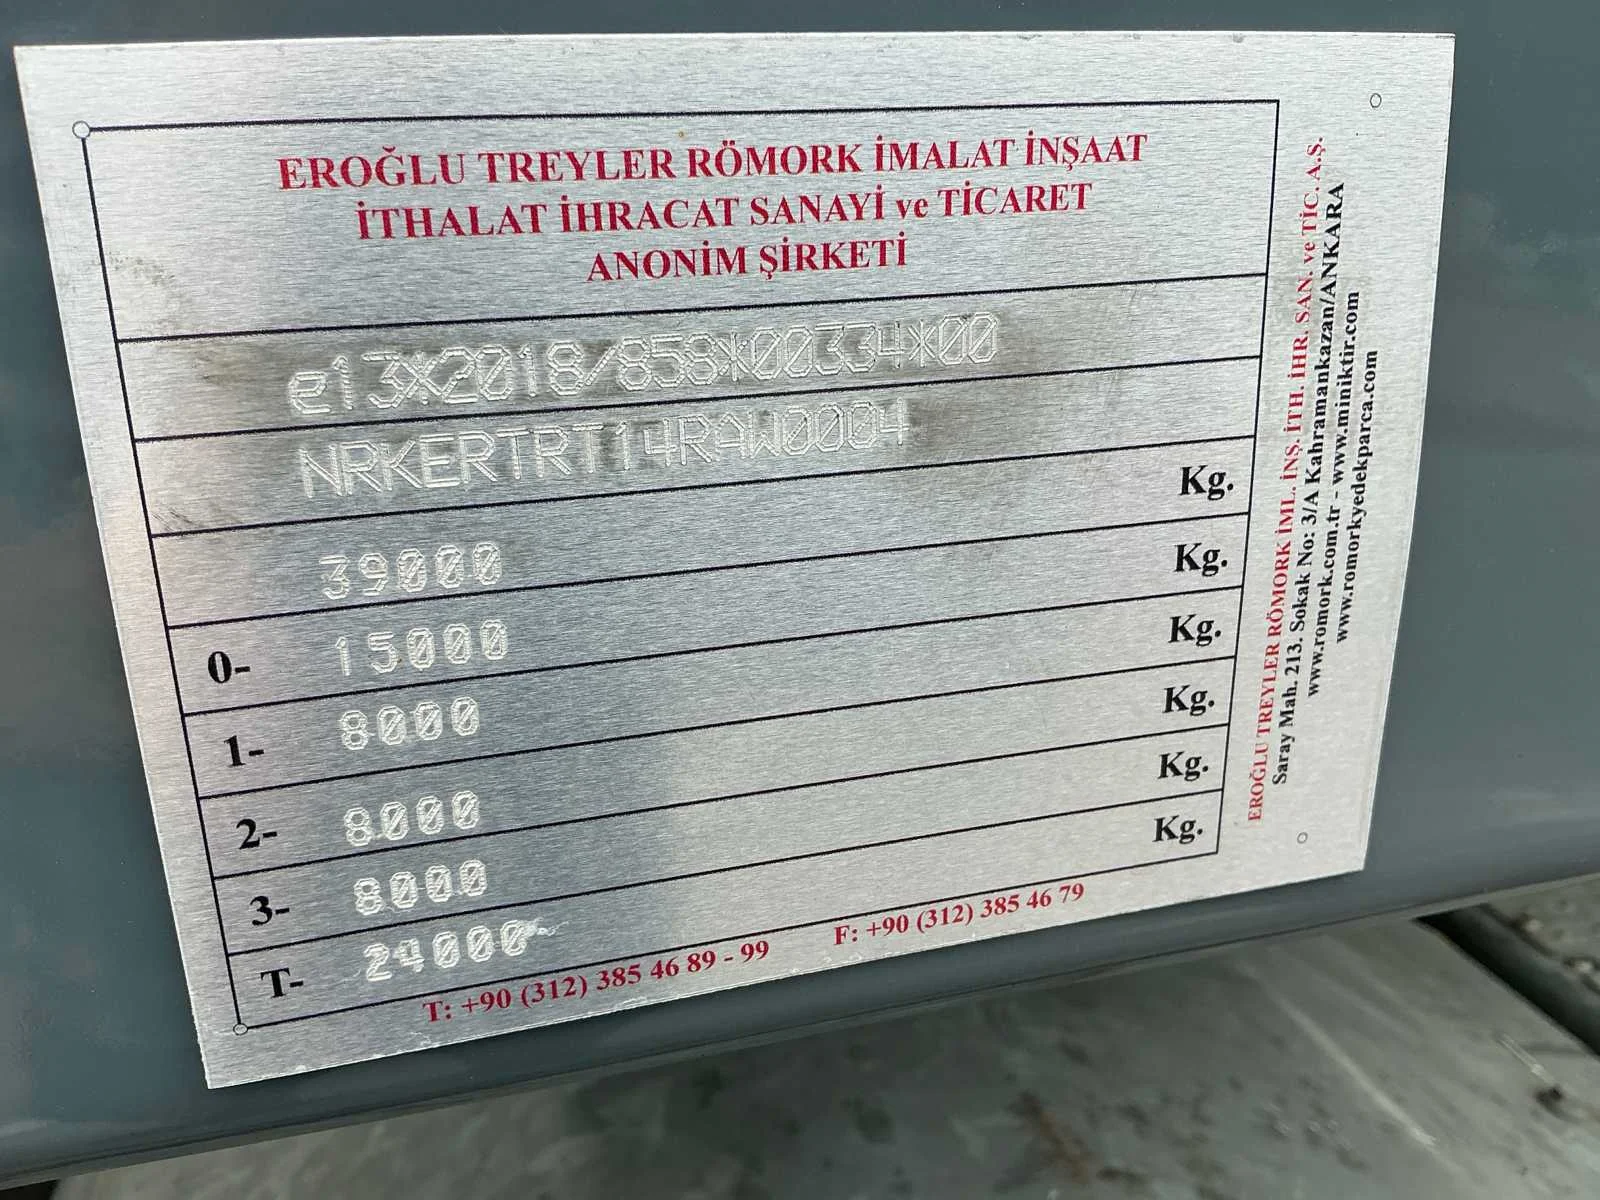 EROĞLU TREYLER RÖMORK İMALAT İNŞAAT
İTHALAT İHRACAT SANAYİ ve TİCARET
ANONİM ŞİRKETİ
e13*2018/858*00334*00
NRKERTRT14RAW0004
39000 Kg.
0- 15000 Kg.
1- 8000 Kg.
2- 8000 Kg.
3- 8000 Kg.
T- 24000 Kg.
T: +90 (312) 385 46 89 - 99 F: +90 (312) 385 46 79
EROĞLU TREYLER RÖMORK İML. İNŞ. İTH. İHR. SAN. ve TİC. A.Ş.
Saray Mah. 213. Sokak No: 3/A Kahramankazan/ANKARA
www.romork.com.tr - www.miniktir.com
www.romorkyedekparca.com